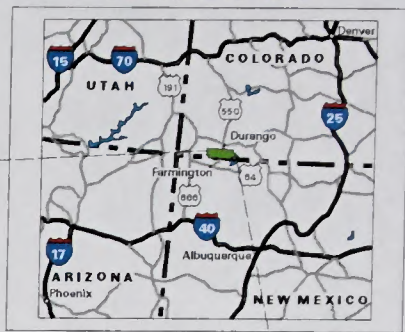 Denver
15
70
COLORADO
UTAH
191
550
25
Durango
Farmington
64
666
40
17
Albuquerque
ARIZONA
Phoenix
NEW MEXICO